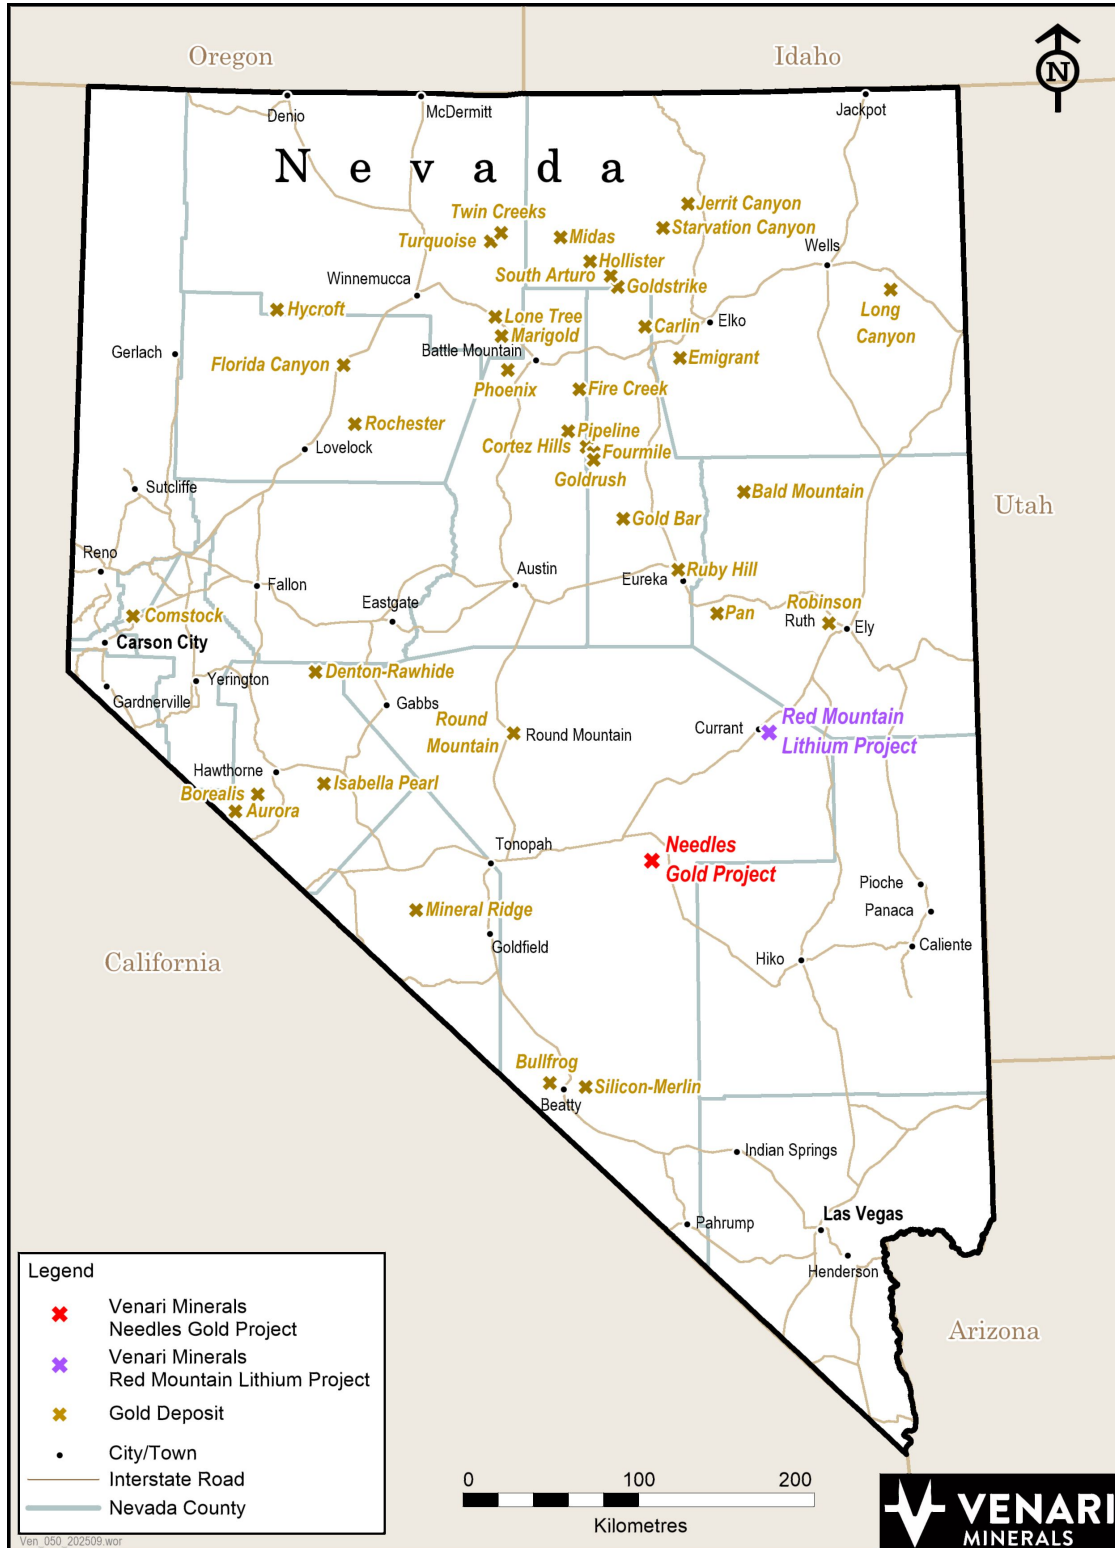 Oregon
Idaho
N
Denio
McDermitt
Jackpot
Nevada
Jerrit Canyon
Twin Creeks
Starvation Canyon
Turquoise
Midas
Wells
Hollister
South Arturo
Goldstrike
Winnemucca
Hycroft
Long
Canyon
Lone Tree
Elko
Carlin
Marigold
Battle Mountain
Gerlach
Emigrant
Florida Canyon
Phoenix
Fire Creek
Rochester
Pipeline
Lovelock
Cortez Hills
Fourmile
Goldrush
Sutcliffe
Bald Mountain
Utah
Gold Bar
Reno
Austin
Ruby Hill
Eureka
Fallon
Eastgate
Robinson
Comstock
Pan
Ruth
Ely
Carson City
Denton-Rawhide
Yerington
Gardnerville
Gabbs
Round
Mountain
Round Mountain
Currant
Red Mountain
Lithium Project
Hawthorne
Isabella Pearl
Borealis
Aurora
Tonopah
Needles
Gold Project
Pioche
Panaca
Mineral Ridge
Goldfield
Caliente
Hiko
California
Bullfrog
Silicon-Merlin
Beatty
Indian Springs
Las Vegas
Pahrump
Henderson
Arizona
Legend
Venari Minerals
Needles Gold Project
Venari Minerals
Red Mountain Lithium Project
Gold Deposit
City/Town
Interstate Road
Nevada County
0 100 200
Kilometres
VENARI
MINERALS
Ven_050_202509.wor